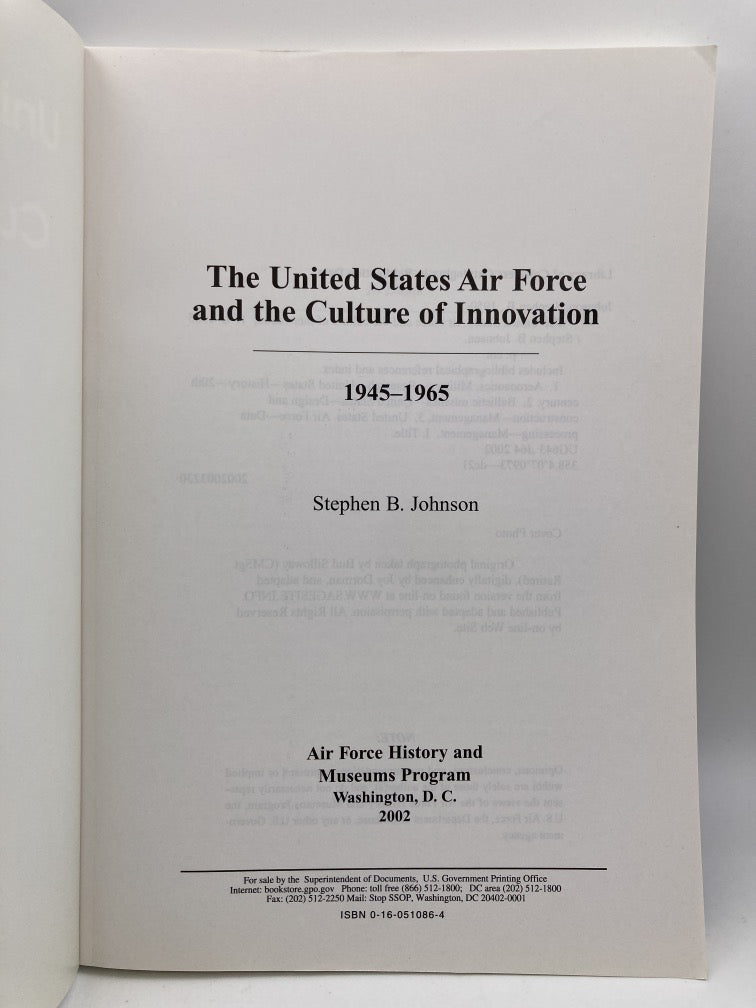 The United States Air Force
and the Culture of Innovation
1945–1965
Stephen B. Johnson
Air Force History and
Museums Program
Washington, D. C.
2002
For sale by the Superintendent of Documents, U.S. Government Printing Office
Internet: bookstore.gpo.gov Phone: toll free (866) 512-1800; DC area (202) 512-1800
Fax: (202) 512-2250 Mail: Stop SSOP, Washington, DC 20402-0001
ISBN 0-16-051086-4